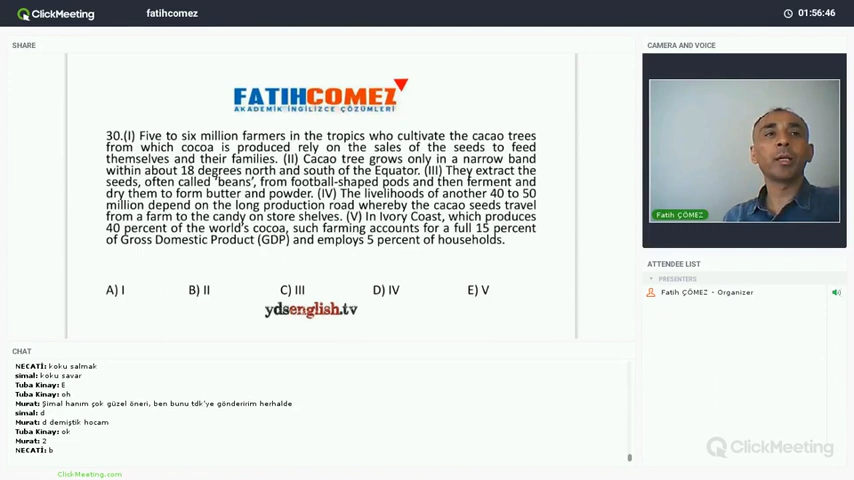 ClickMeeting
fatihcomez
01:56:46
SHARE
CAMERA AND VOICE
FATIHCOMEZ
AKADEMİK İNGİLİZCE ÇÖZÜMLERİ
30.(I) Five to six million farmers in the tropics who cultivate the cacao trees
from which cocoa is produced rely on the sales of the seeds to feed
themselves and their families. (II) Cacao tree grows only in a narrow band
within about 18 degrees north and south of the Equator. (III) They extract the
seeds, often called 'beans', from football-shaped pods and then ferment and
dry them to form butter and powder. (IV) The livelihoods of another 40 to 50
million depend on the long production road whereby the cacao seeds travel
from a farm to the candy on store shelves. (V) In Ivory Coast, which produces
40 percent of the world's cocoa, such farming accounts for a full 15 percent
of Gross Domestic Product (GDP) and employs 5 percent of households.
A) I B) II C) III D) IV E) V
ydsenglish.tv
Fatih ÇÖMEZ
ATTENDEE LIST
PRESENTERS
Fatih ÇÖMEZ - Organizer
CHAT
NECATİ: koku salmak
simal: koku savar
Tuba Kinay: E
Tuba Kinay: oh
Murat: Şimal hanım çok güzel öneri, ben bunu tdk'ye gönderirim herhalde
simal: d
Murat: d demiştik hocam
Tuba Kinay: ok
Murat: 2
NECATİ: b
ClickMeeting
ClickMeeting.com